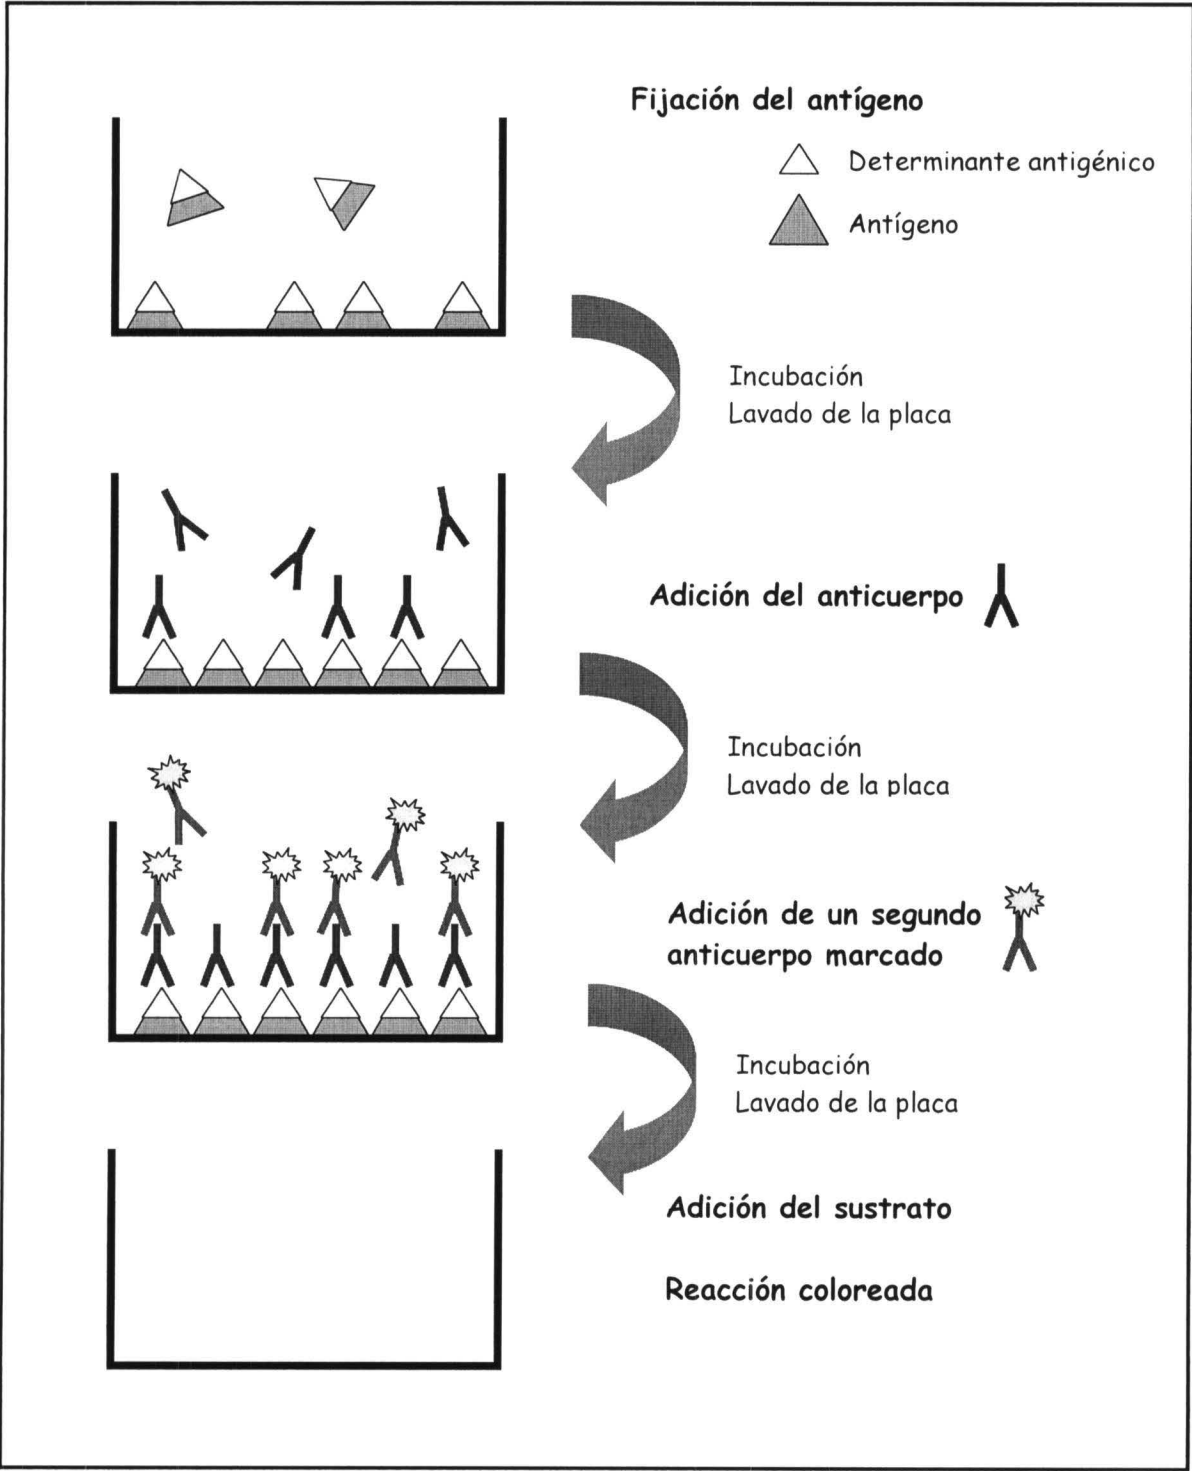 Fijación del antígeno
Determinante antigénico
Antígeno
Incubación
Lavado de la placa
Adición del anticuerpo
Incubación
Lavado de la placa
Adición de un segundo
anticuerpo marcado
Incubación
Lavado de la placa
Adición del sustrato
Reacción coloreada